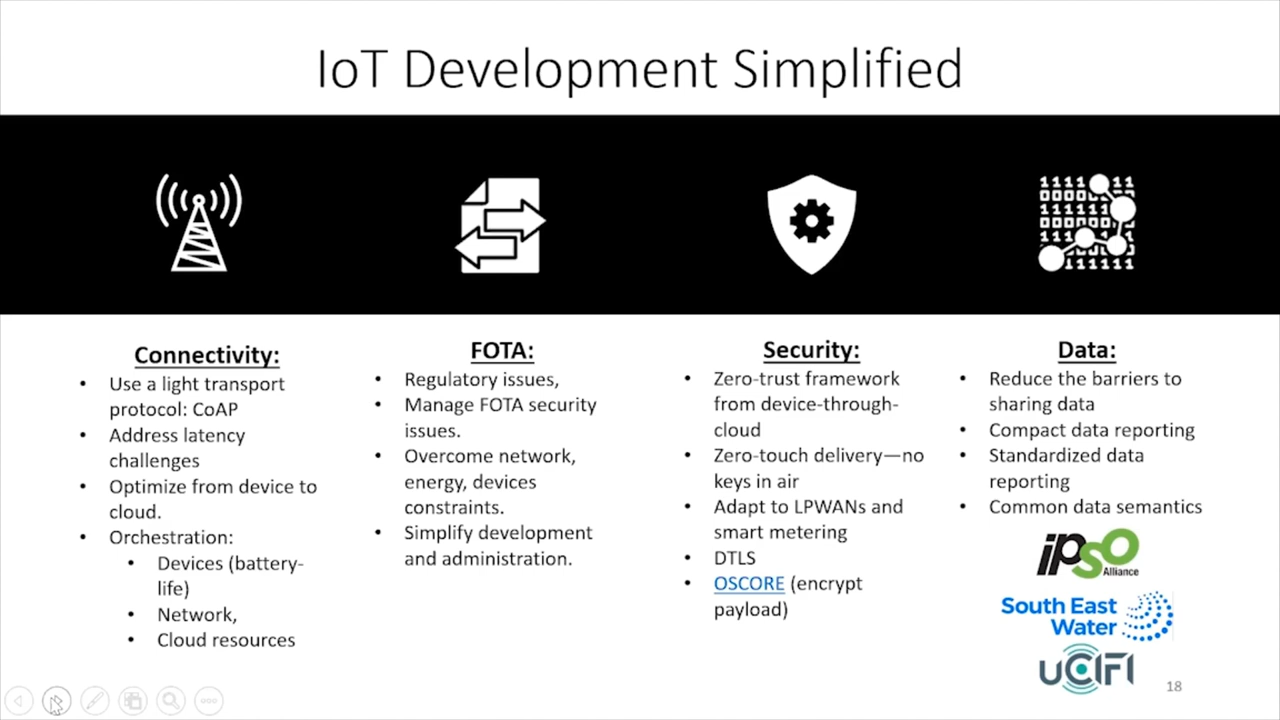 IoT Development Simplified
Connectivity:
• Use a light transport
protocol: CoAP
• Address latency
challenges
• Optimize from device to
cloud.
• Orchestration:
• Devices (battery-
life)
• Network,
• Cloud resources
FOTA:
• Regulatory issues,
• Manage FOTA security
issues.
• Overcome network,
energy, devices
constraints.
• Simplify development
and administration.
Security:
• Zero-trust framework
from device-through-
cloud
• Zero-touch delivery—no
keys in air
• Adapt to LPWANs and
smart metering
• DTLS
• OSCORE (encrypt
payload)
Data:
• Reduce the barriers to
sharing data
• Compact data reporting
• Standardized data
reporting
• Common data semantics
ipso
Alliance
South East
Water
uCIFI
18